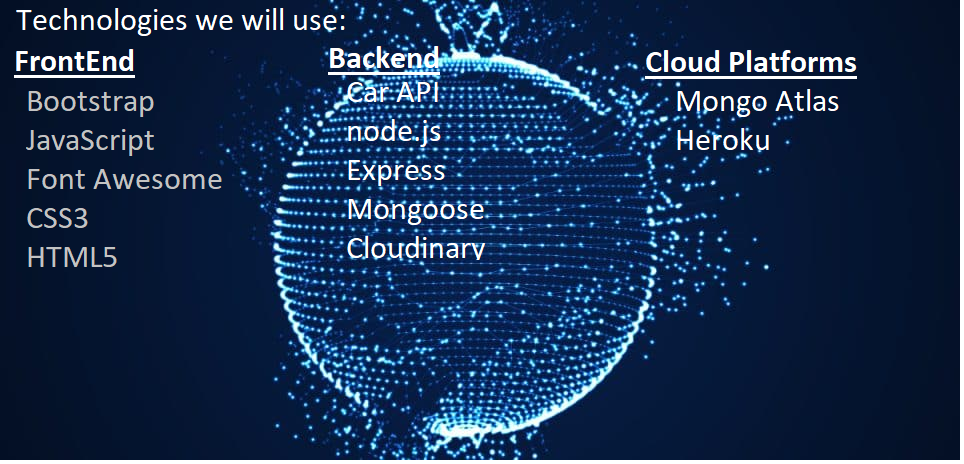 Technologies we will use:
FrontEnd
Bootstrap
JavaScript
Font Awesome
CSS3
HTML5
Backend
Car API
node.js
Express
Mongoose
Cloudinary
Cloud Platforms
Mongo Atlas
Heroku